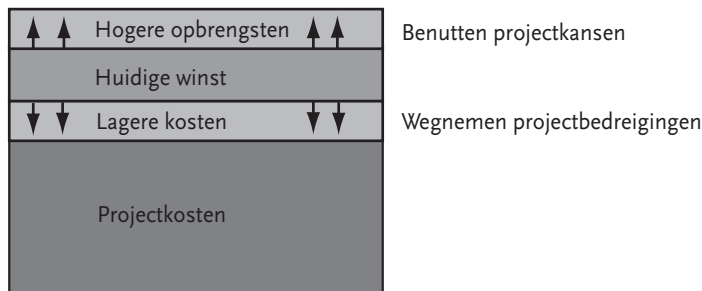 Hogere opbrengsten
Benutten projectkansen
Huidige winst
Lagere kosten
Wegnemen projectbedreigingen
Projectkosten